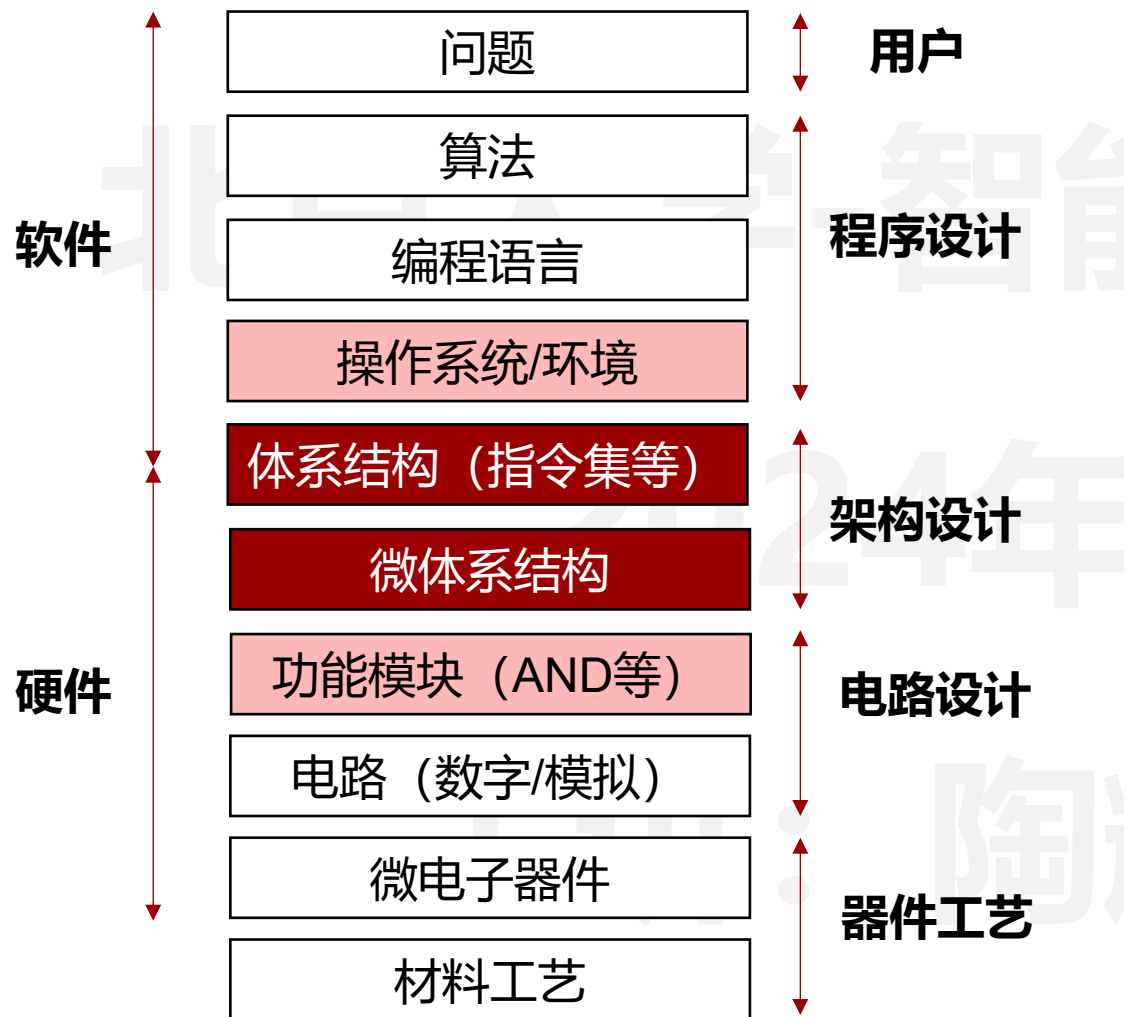 问题
用户
算法
程序设计
软件
编程语言
操作系统/环境
体系结构（指令集等）
架构设计
微体系结构
硬件
功能模块（AND等）
电路设计
电路（数字/模拟）
微电子器件
器件工艺
材料工艺